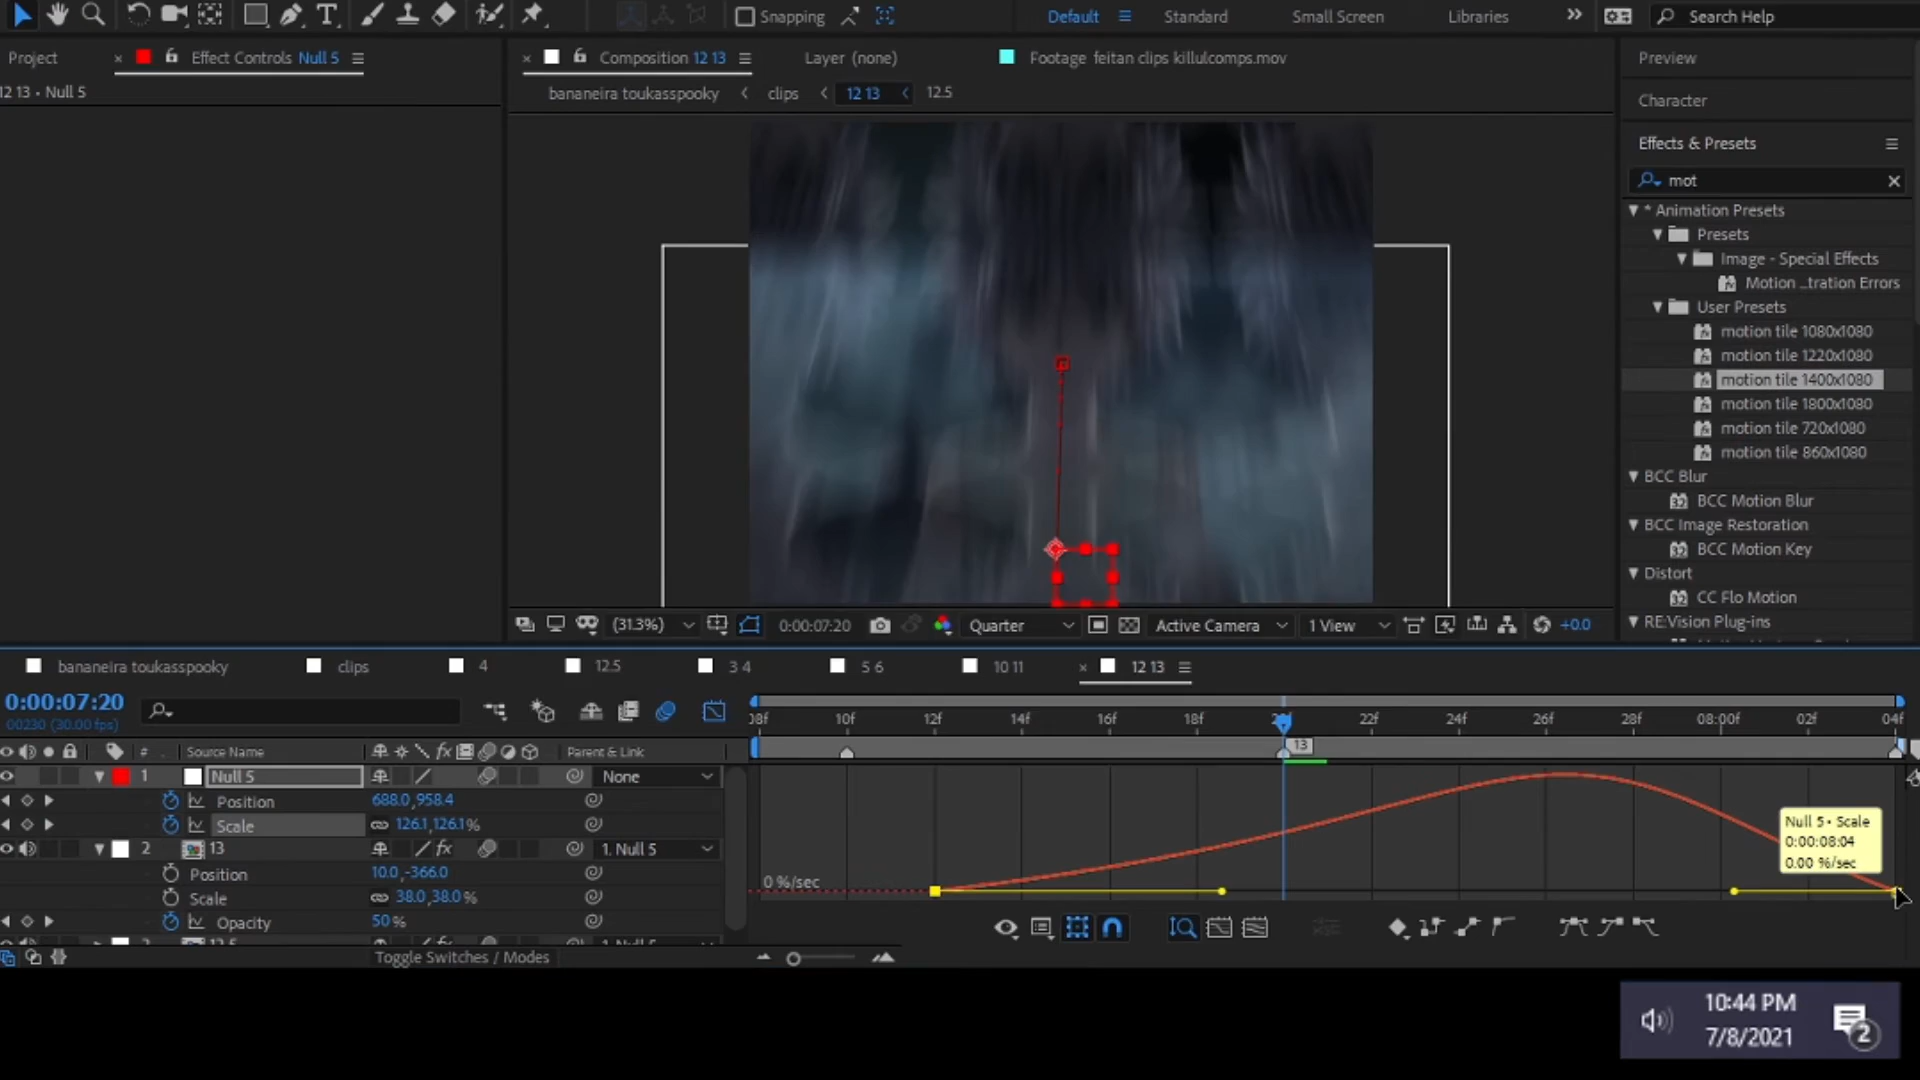 Snapping
Default
Standard
Small Screen
Libraries
Search Help
Project
Effect Controls Null 5
Composition 12 13
Layer (none)
Footage feitan clips killulcomps.mov
Preview
12 13 • Null 5
bananeira toukasspooky
clips
12 13
12.5
Character
Effects & Presets
mot
* Animation Presets
Presets
Image - Special Effects
Motion ...tration Errors
User Presets
motion tile 1080x1080
motion tile 1220x1080
motion tile 1400x1080
motion tile 1800x1080
motion tile 720x1080
motion tile 860x1080
BCC Blur
BCC Motion Blur
BCC Image Restoration
BCC Motion Key
Distort
CC Flo Motion
RE:Vision Plug-ins
(31.3%)
0:00:07:20
Quarter
Active Camera
1 View
+0.0
bananeira toukasspooky
clips
4
12.5
3 4
5 6
10 11
12 13
0:00:07:20
00230 (30.00 fps)
10f
12f
14f
16f
18f
22f
24f
26f
28f
08:00f
02f
04f
# Source Name
Parent & Link
13
1 Null 5
None
Position
688.0,958.4
Scale
126.1,126.1%
2 13
1. Null 5
Position
10.0,-366.0
Scale
38.0,38.0%
Opacity
50%
0 %/sec
Null 5 • Scale
0:00:08:04
0.00 %/sec
Toggle Switches / Modes
10:44 PM
7/8/2021
2